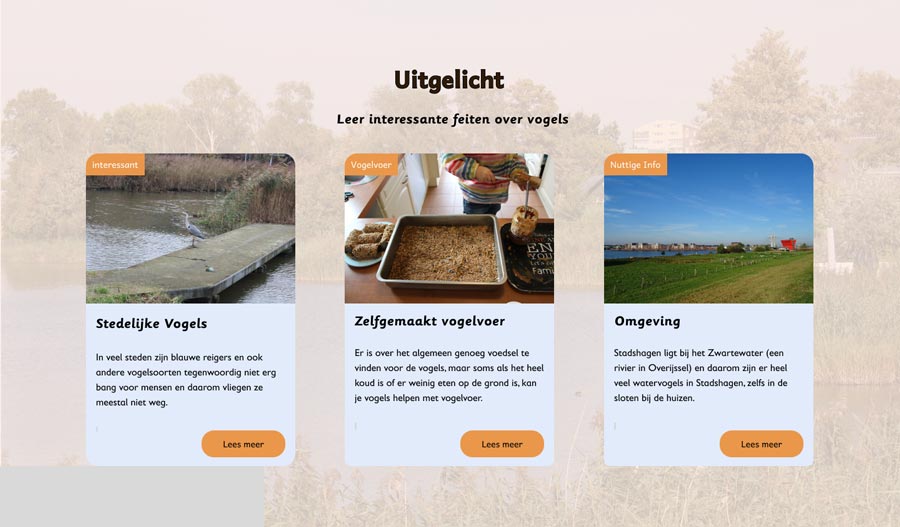 Uitgelicht
Leer interessante feiten over vogels
interessant
Stedelijke Vogels
In veel steden zijn blauwe reigers en ook
andere vogelsoorten tegenwoordig niet erg
bang voor mensen en daarom vliegen ze
meestal niet weg.
Lees meer
Vogelvoer
EN
YOU
Fami
Zelfgemaakt vogelvoer
Er is over het algemeen genoeg voedsel te
vinden voor de vogels, maar soms als het heel
koud is of er weinig eten op de grond is, kan
je vogels helpen met vogelvoer.
Lees meer
Nuttige Info
Omgeving
Stadshagen ligt bij het Zwartewater (een
rivier in Overijssel) en daarom zijn er heel
veel watervogels in Stadshagen, zelfs in de
sloten bij de huizen.
Lees meer